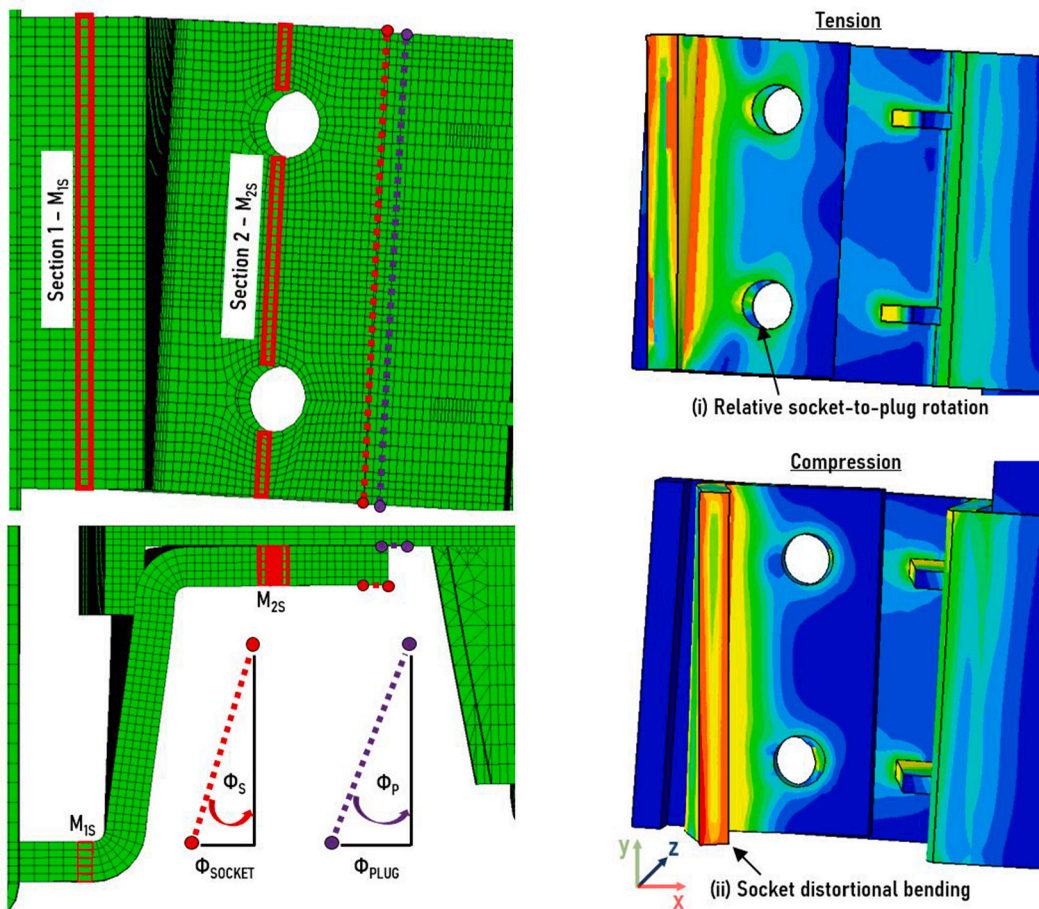 Section 1 – M1S
Section 2 – M2S
M2S
ΦS
ΦP
M1S
ΦSOCKET
ΦPLUG
Tension
(i) Relative socket-to-plug rotation
Compression
y
z
x
(ii) Socket distortional bending